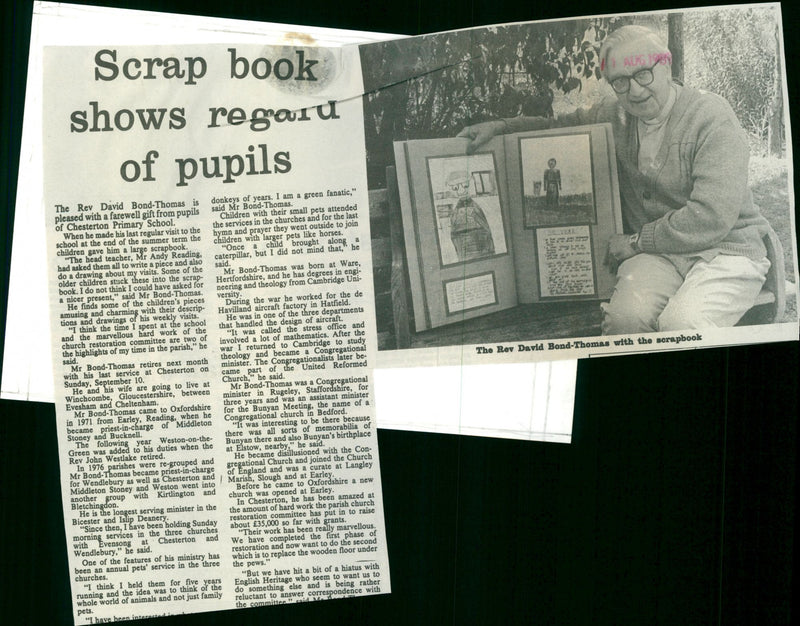 Scrap book
shows regard
of pupils
The Rev David Bond-Thomas is
pleased with a farewell gift from pupils
of Chesterton Primary School.
When he made his last regular visit to the
school at the end of the summer term the
children gave him a large scrapbook.
"The head teacher, Mr Andy Reading,
had asked them all to write a piece and also
do a drawing about my visits. Some of the
older children stuck these into the scrap-
book. I do not think I could have asked for
a nicer present," said Mr Bond-Thomas.
He finds some of the children's pieces
amusing and charming with their descrip-
tions and drawings of his weekly visits.
"I think the time I spent at the school
and the marvellous hard work of the
church restoration committee are two of
the highlights of my time in the parish," he
said.
Mr Bond-Thomas retires next month
with his last service at Chesterton on
Sunday, September 10.
He and his wife are going to live at
Winchcombe, Gloucestershire, between
Evesham and Cheltenham.
Mr Bond-Thomas came to Oxfordshire
in 1971 from Earley, Reading, when he
became priest-in-charge of Middleton
Stoney and Bucknell.
The following year Weston-on-the-
Green was added to his duties when the
Rev John Westlake retired.
In 1976 parishes were re-grouped and
Mr Bond-Thomas became priest-in-charge
for Wendlebury as well as Chesterton and
Middleton Stoney and Weston went into
another group with Kirtlington and
Bletchingdon.
He is the longest serving minister in the
Bicester and Islip Deanery.
"Since then, I have been holding Sunday
morning services in the three churches
with Evensong at Chesterton and
Wendlebury," he said.
One of the features of his ministry has
been an annual pets' service in the three
churches.
"I think I held them for five years
running and the idea was to think of the
whole world of animals and not just family
pets.
"I have been interested in
donkeys of years. I am a green fanatic,"
said Mr Bond-Thomas.
Children with their small pets attended
the services in the churches and for the last
hymn and prayer they went outside to join
children with larger pets like horses.
"Once a child brought along a
caterpillar, but I did not mind that," he
said.
Mr Bond-Thomas was born at Ware,
Hertfordshire, and he has degrees in engi-
neering and theology from Cambridge Uni-
versity.
During the war he worked for the de
Havilland aircraft factory in Hatfield.
He was in one of the three departments
that handled the design of aircraft.
"It was called the stress office and
involved a lot of mathematics. After the
war I returned to Cambridge to study
theology and became a Congregational
minister. The Congregationalists later be-
came part of the United Reformed
Church," he said.
Mr Bond-Thomas was a Congregational
minister in Rugeley, Staffordshire, for
three years and was an assistant minister
for the Bunyan Meeting, the name of a
Congregational church in Bedford.
"It was interesting to be there because
there was all sorts of memorabilia of
Bunyan there and also Bunyan's birthplace
at Elstow, nearby," he said.
He became disillusioned with the Con-
gregational Church and joined the Church
of England and was a curate at Langley
Marish, Slough and at Earley.
Before he came to Oxfordshire a new
church was opened at Earley.
In Chesterton, he has been amazed at
the amount of hard work the parish church
restoration committee has put in to raise
about £35,000 so far with grants.
"Their work has been really marvellous.
We have completed the first phase of
restoration and now want to do the second
which is to replace the wooden floor under
the pews."
"But we have hit a bit of a hiatus with
English Heritage who seem to want us to
do something else and is being rather
reluctant to answer correspondence with
the committee," said Mr
AUG 1989
The Rev David Bond-Thomas with the scrapbook